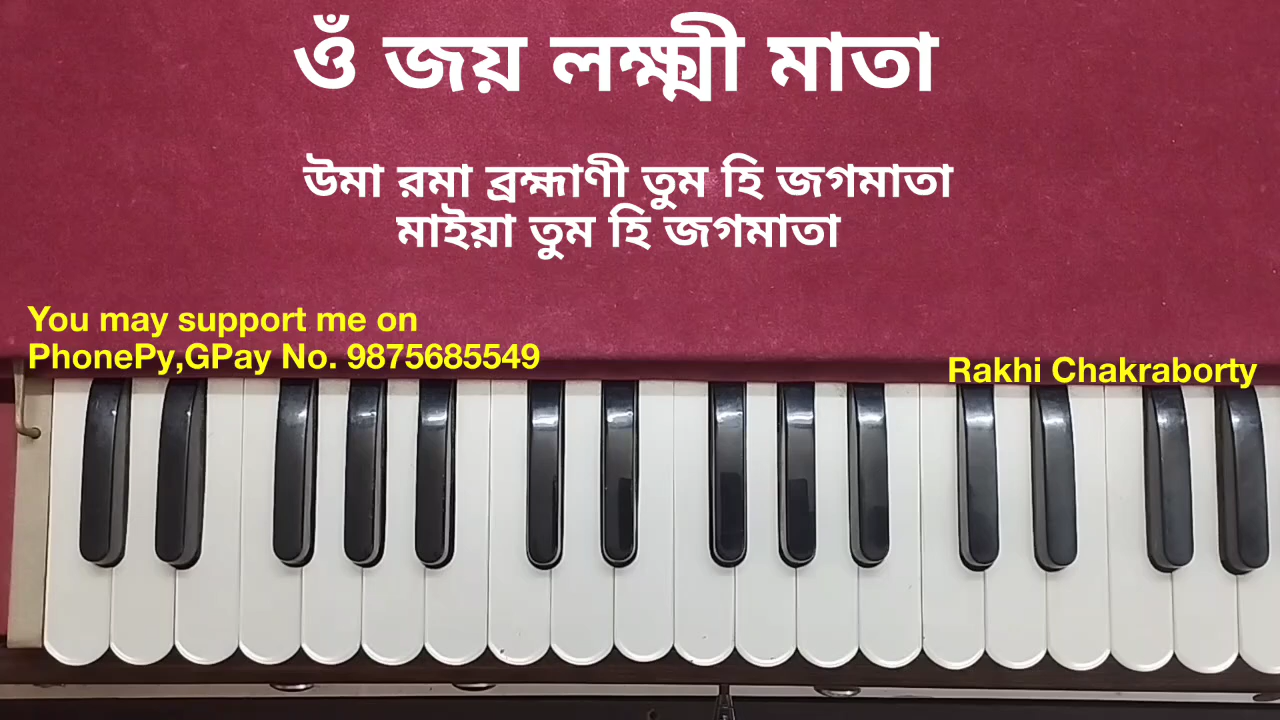 ওঁ জয় লক্ষ্মী মাতা
উমা রমা ব্রহ্মাণী তুম হি জগমাতা
মাইয়া তুম হি জগমাতা
You may support me on
PhonePy,GPay No. 9875685549
Rakhi Chakraborty